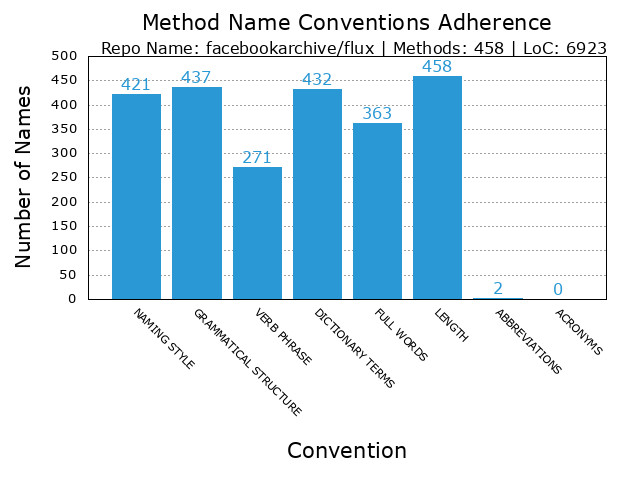 Method Name Conventions Adherence
Repo Name: facebookarchive/flux | Methods: 458 | LoC: 6923
Number of Names
500
450
400
350
300
250
200
150
100
50
0
421
437
271
432
363
458
2
0
NAMING STYLE
GRAMMATICAL STRUCTURE
VERB PHRASE
DICTIONARY TERMS
FULL WORDS
LENGTH
ABBREVIATIONS
ACRONYMS
Convention